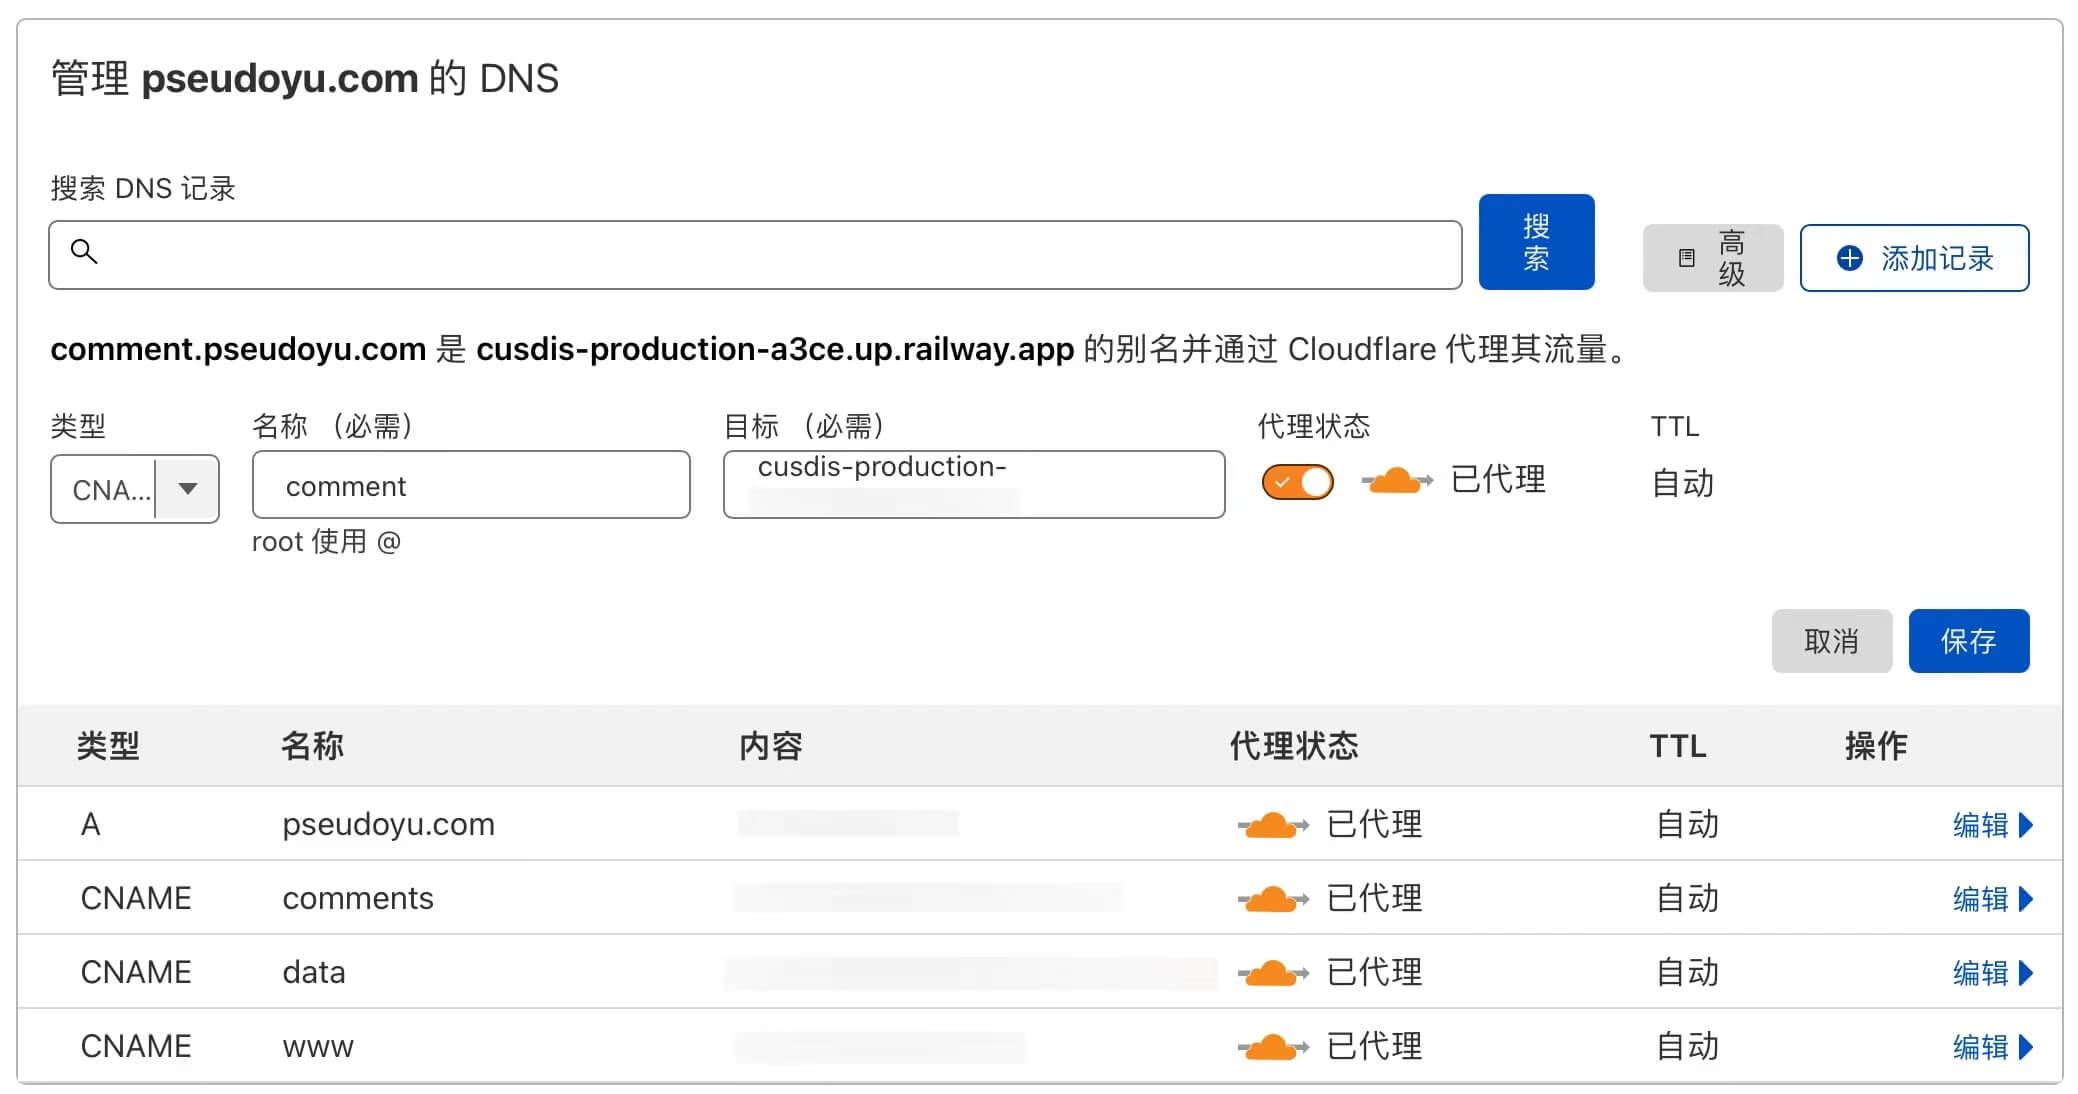 管理 pseudoyu.com 的 DNS
搜索 DNS 记录
搜索
高级
添加记录
comment.pseudoyu.com 是 cusdis-production-a3ce.up.railway.app 的别名并通过 Cloudflare 代理其流量。
类型 名称 （必需） 目标 （必需） 代理状态 TTL
CNA... comment cusdis-production- 已代理 自动
root 使用 @
取消 保存
类型 名称 内容 代理状态 TTL 操作
A pseudoyu.com 已代理 自动 编辑
CNAME comments 已代理 自动 编辑
CNAME data 已代理 自动 编辑
CNAME www 已代理 自动 编辑